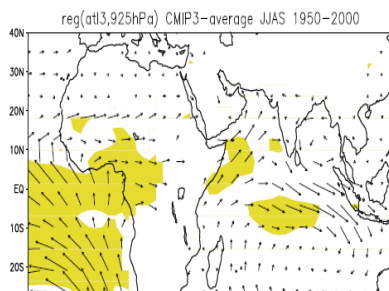 reg(atl3,925hPa) CMIP3-average JJAS 1950-2000
40N
30N
20N
10N
EQ
10S
20S